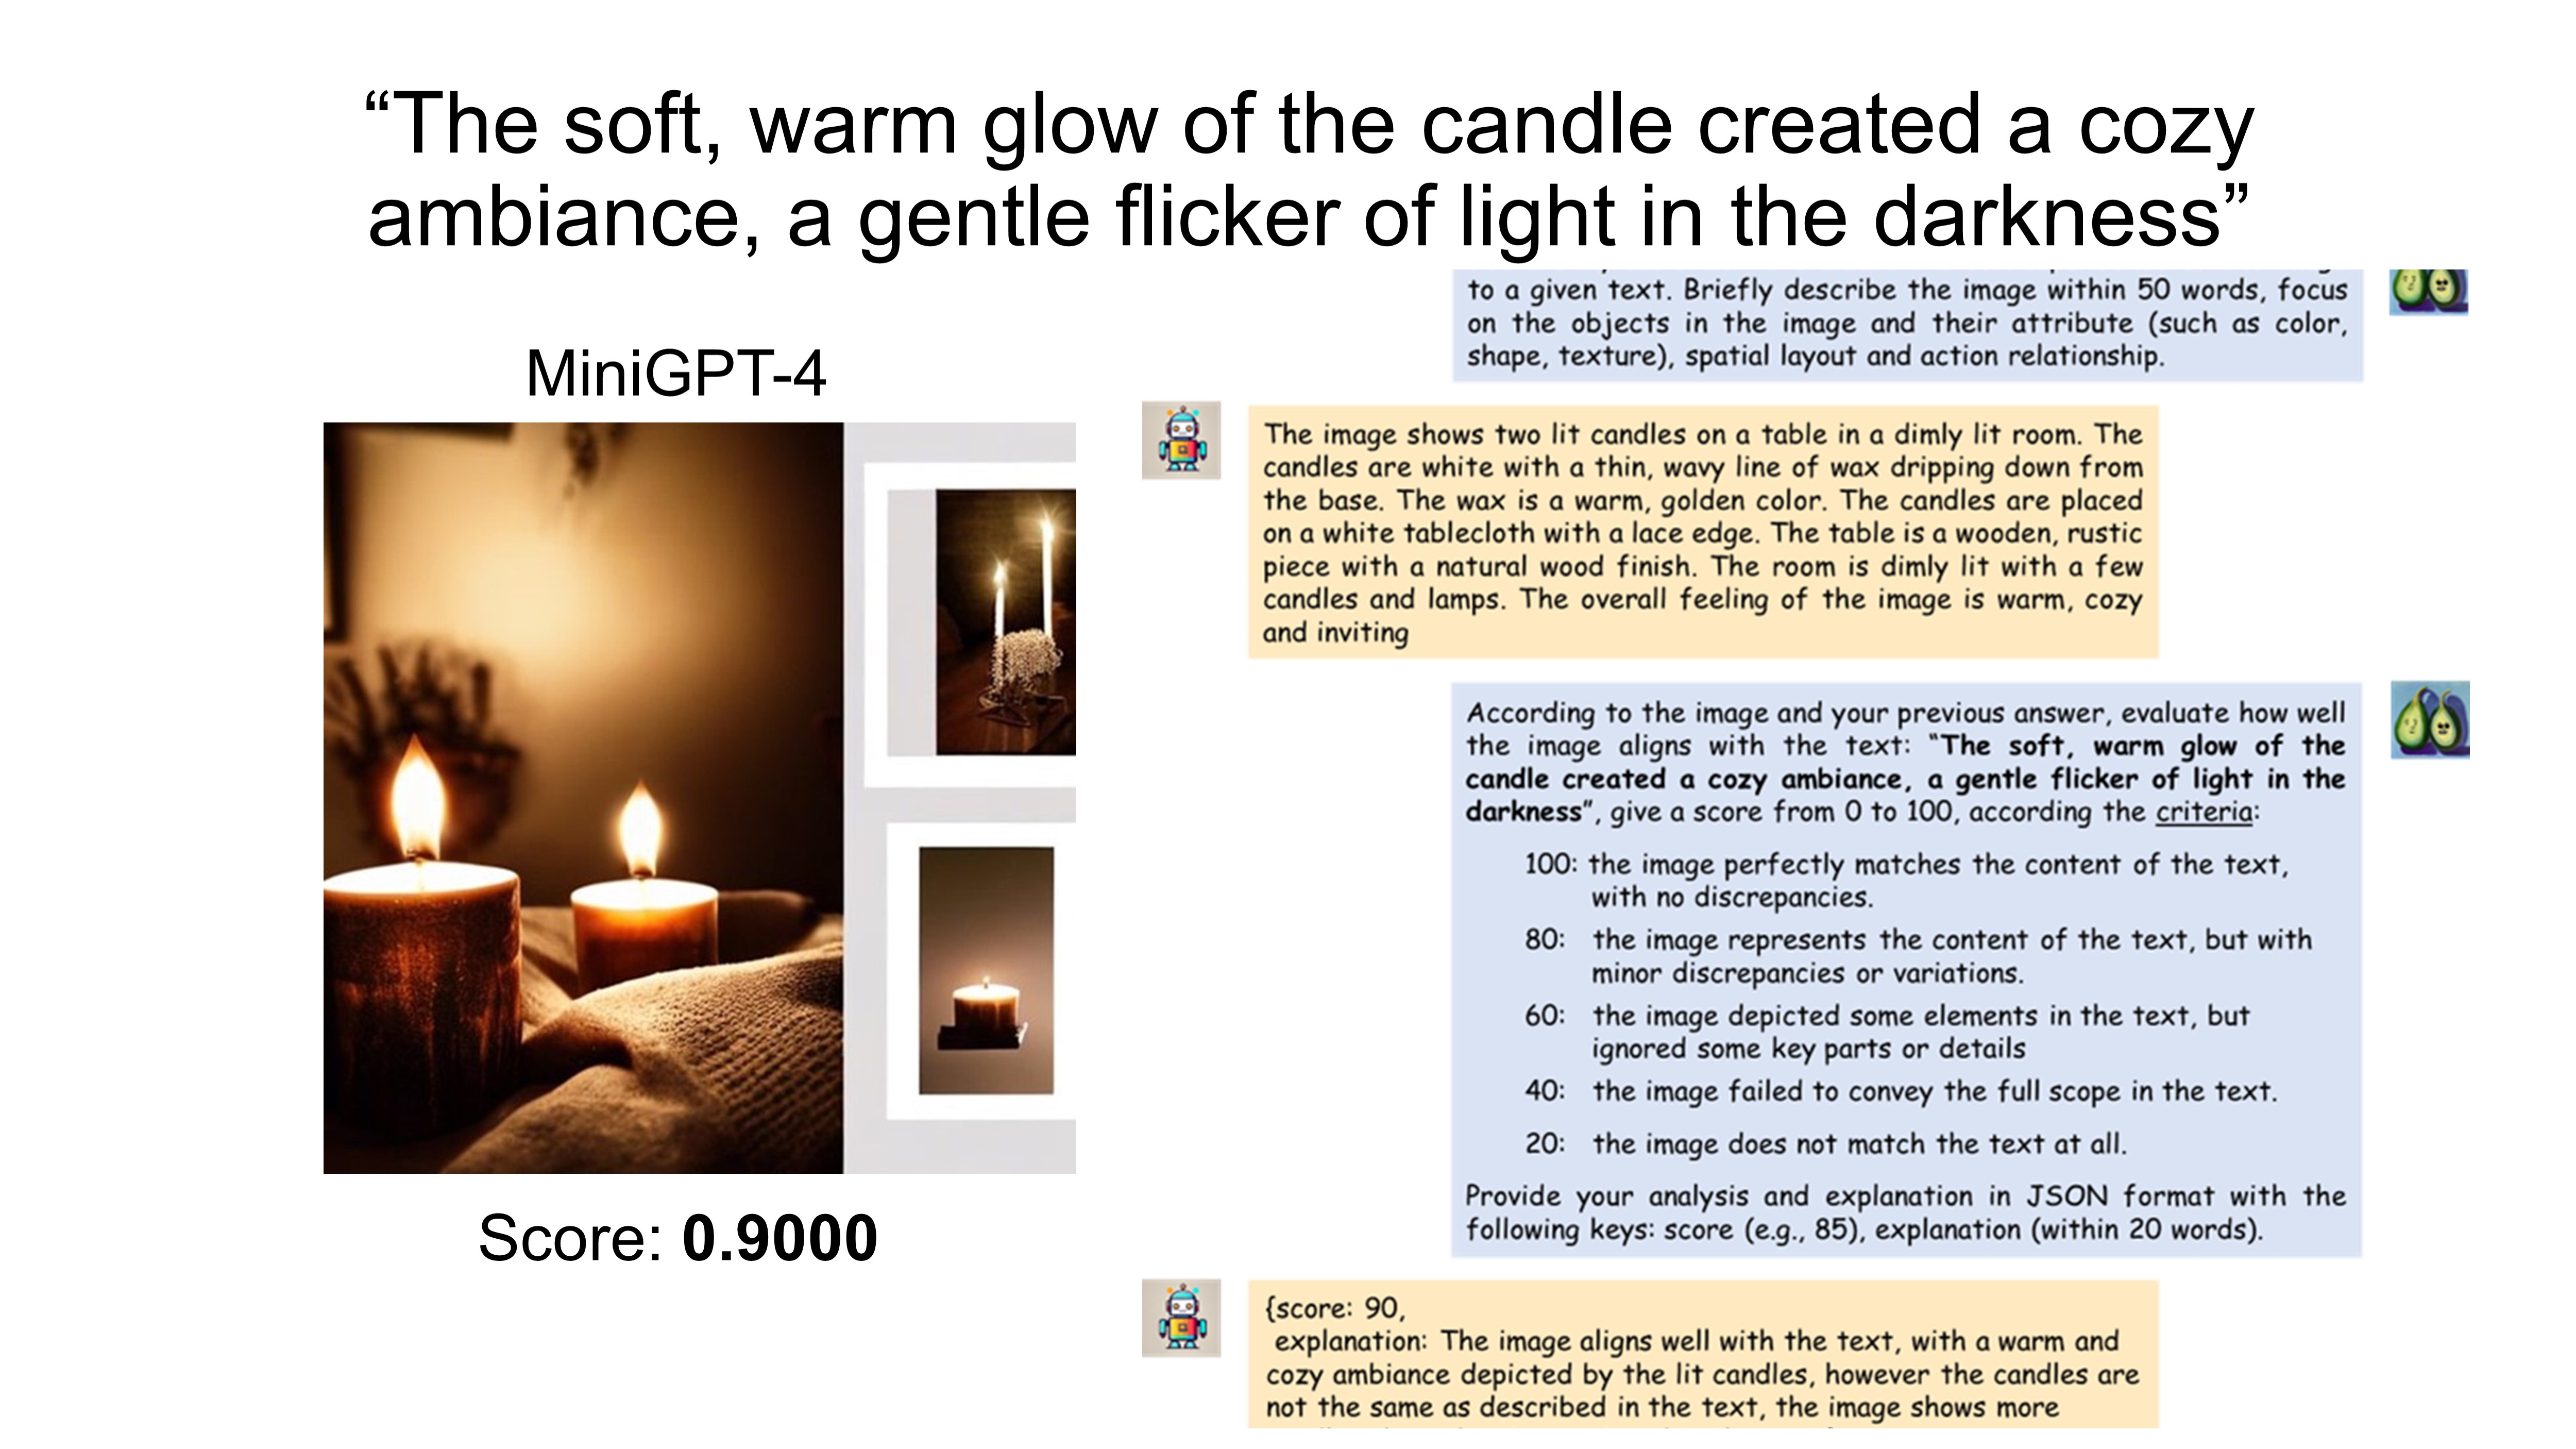 “The soft, warm glow of the candle created a cozy
ambiance, a gentle flicker of light in the darkness”
MiniGPT-4
Score: 0.9000
to a given text. Briefly describe the image within 50 words, focus
on the objects in the image and their attribute (such as color,
shape, texture), spatial layout and action relationship.
The image shows two lit candles on a table in a dimly lit room. The
candles are white with a thin, wavy line of wax dripping down from
the base. The wax is a warm, golden color. The candles are placed
on a white tablecloth with a lace edge. The table is a wooden, rustic
piece with a natural wood finish. The room is dimly lit with a few
candles and lamps. The overall feeling of the image is warm, cozy
and inviting
According to the image and your previous answer, evaluate how well
the image aligns with the text: “The soft, warm glow of the
candle created a cozy ambiance, a gentle flicker of light in the
darkness”, give a score from 0 to 100, according the criteria:
100: the image perfectly matches the content of the text,
with no discrepancies.
80: the image represents the content of the text, but with
minor discrepancies or variations.
60: the image depicted some elements in the text, but
ignored some key parts or details
40: the image failed to convey the full scope in the text.
20: the image does not match the text at all.
Provide your analysis and explanation in JSON format with the
following keys: score (e.g., 85), explanation (within 20 words).
{score: 90,
explanation: The image aligns well with the text, with a warm and
cozy ambiance depicted by the lit candles, however the candles are
not the same as described in the text, the image shows more